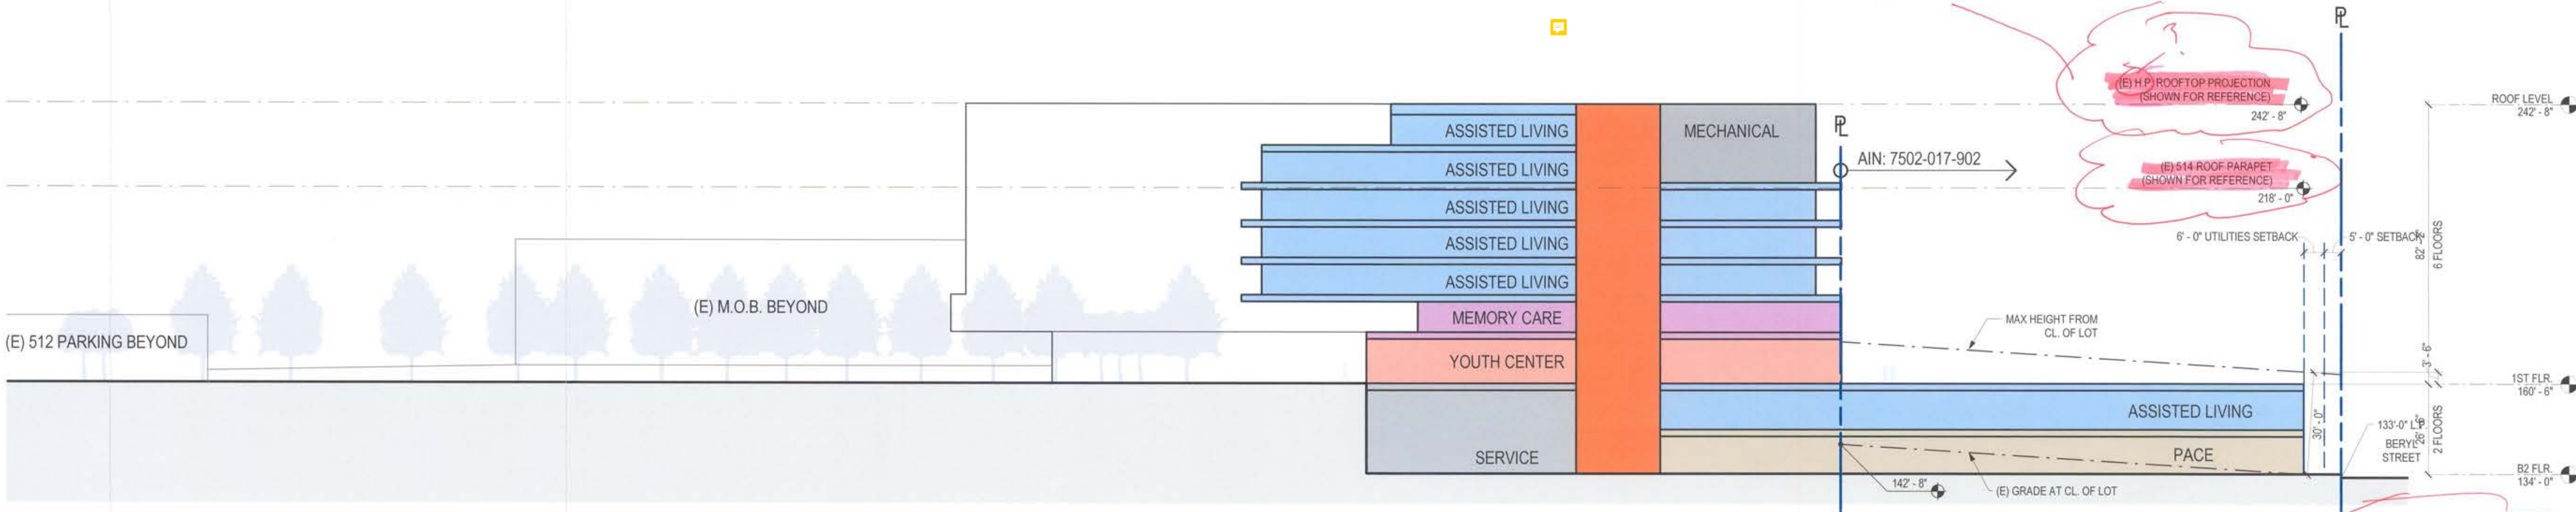 PL
(E) H.P. ROOFTOP PROJECTION
(SHOWN FOR REFERENCE)
242' - 8"
ROOF LEVEL
242' - 8"
ASSISTED LIVING
MECHANICAL
PL
AIN: 7502-017-902
ASSISTED LIVING
(E) 514 ROOF PARAPET
(SHOWN FOR REFERENCE)
218' - 0"
ASSISTED LIVING
6' - 0" UTILITIES SETBACK
5' - 0" SETBACK
82' - 2"
6 FLOORS
ASSISTED LIVING
ASSISTED LIVING
(E) M.O.B. BEYOND
MEMORY CARE
MAX HEIGHT FROM
CL. OF LOT
(E) 512 PARKING BEYOND
YOUTH CENTER
3' - 6"
1ST FLR.
160' - 6"
ASSISTED LIVING
30' - 0"
26' - 6"
2 FLOORS
133'-0" L.P.
BERYL
STREET
SERVICE
PACE
142' - 8"
(E) GRADE AT CL. OF LOT
B2 FLR.
134' - 0"